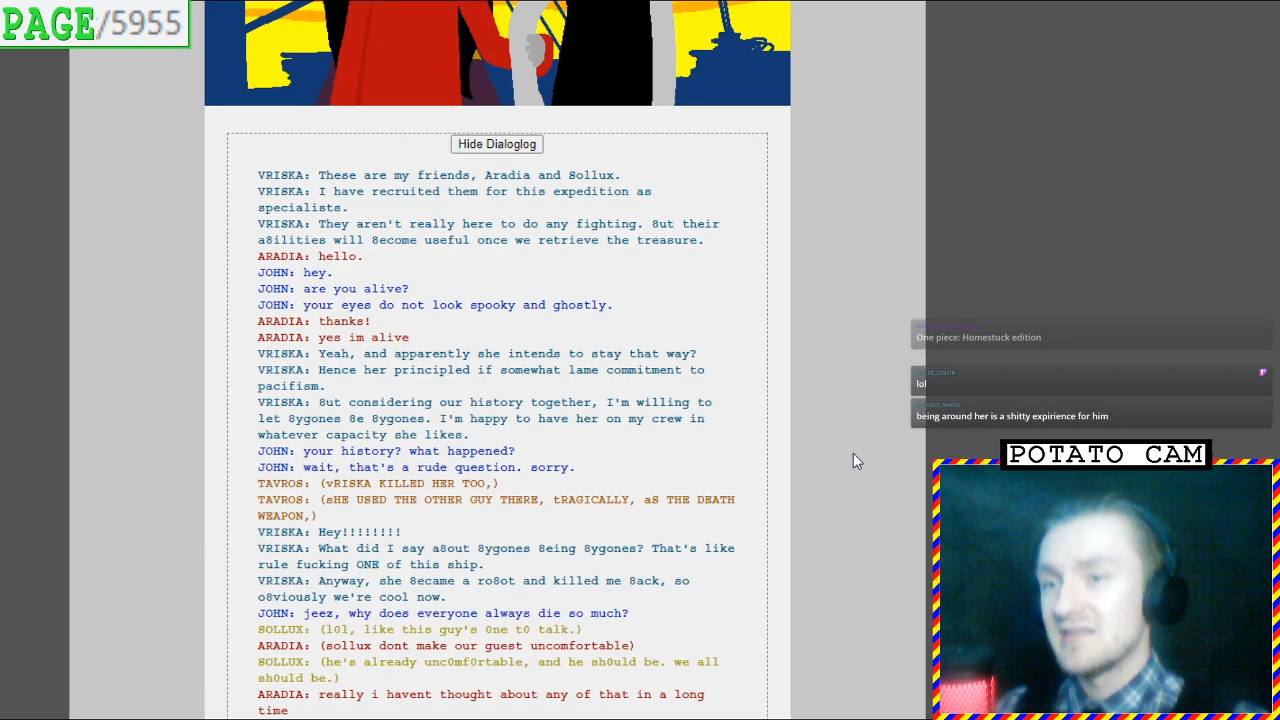 PAGE/5955
Hide Dialoglog
VRISKA: These are my friends, Aradia and Sollux.
VRISKA: I have recruited them for this expedition as
specialists.
VRISKA: They aren't really here to do any fighting. 8ut their
a8ilities will 8ecome useful once we retrieve the treasure.
ARADIA: hello.
JOHN: hey.
JOHN: are you alive?
JOHN: your eyes do not look spooky and ghostly.
ARADIA: thanks!
ARADIA: yes im alive
VRISKA: Yeah, and apparently she intends to stay that way?
VRISKA: Hence her principled if somewhat lame commitment to
pacifism.
VRISKA: 8ut considering our history together, I'm willing to
let 8ygones 8e 8ygones. I'm happy to have her on my crew in
whatever capacity she likes.
JOHN: your history? what happened?
JOHN: wait, that's a rude question. sorry.
TAVROS: (vRISKA KILLED HER TOO,)
TAVROS: (sHE USED THE OTHER GUY THERE, tRAGICALLY, aS THE DEATH
WEAPON,)
VRISKA: Hey!!!!!!!!
VRISKA: What did I say a8out 8ygones 8eing 8ygones? That's like
rule fucking ONE of this ship.
VRISKA: Anyway, she 8ecame a ro8ot and killed me 8ack, so
o8viously we're cool now.
JOHN: jeez, why does everyone always die so much?
SOLLUX: (l0l, like this guy's 0ne t0 talk.)
ARADIA: (sollux dont make our guest uncomfortable)
SOLLUX: (he's already unc0mf0rtable, and he sh0uld be. we all
sh0uld be.)
ARADIA: really i havent thought about any of that in a long
time
One piece: Homestuck edition
lol
being around her is a shitty expirience for him
POTATO CAM